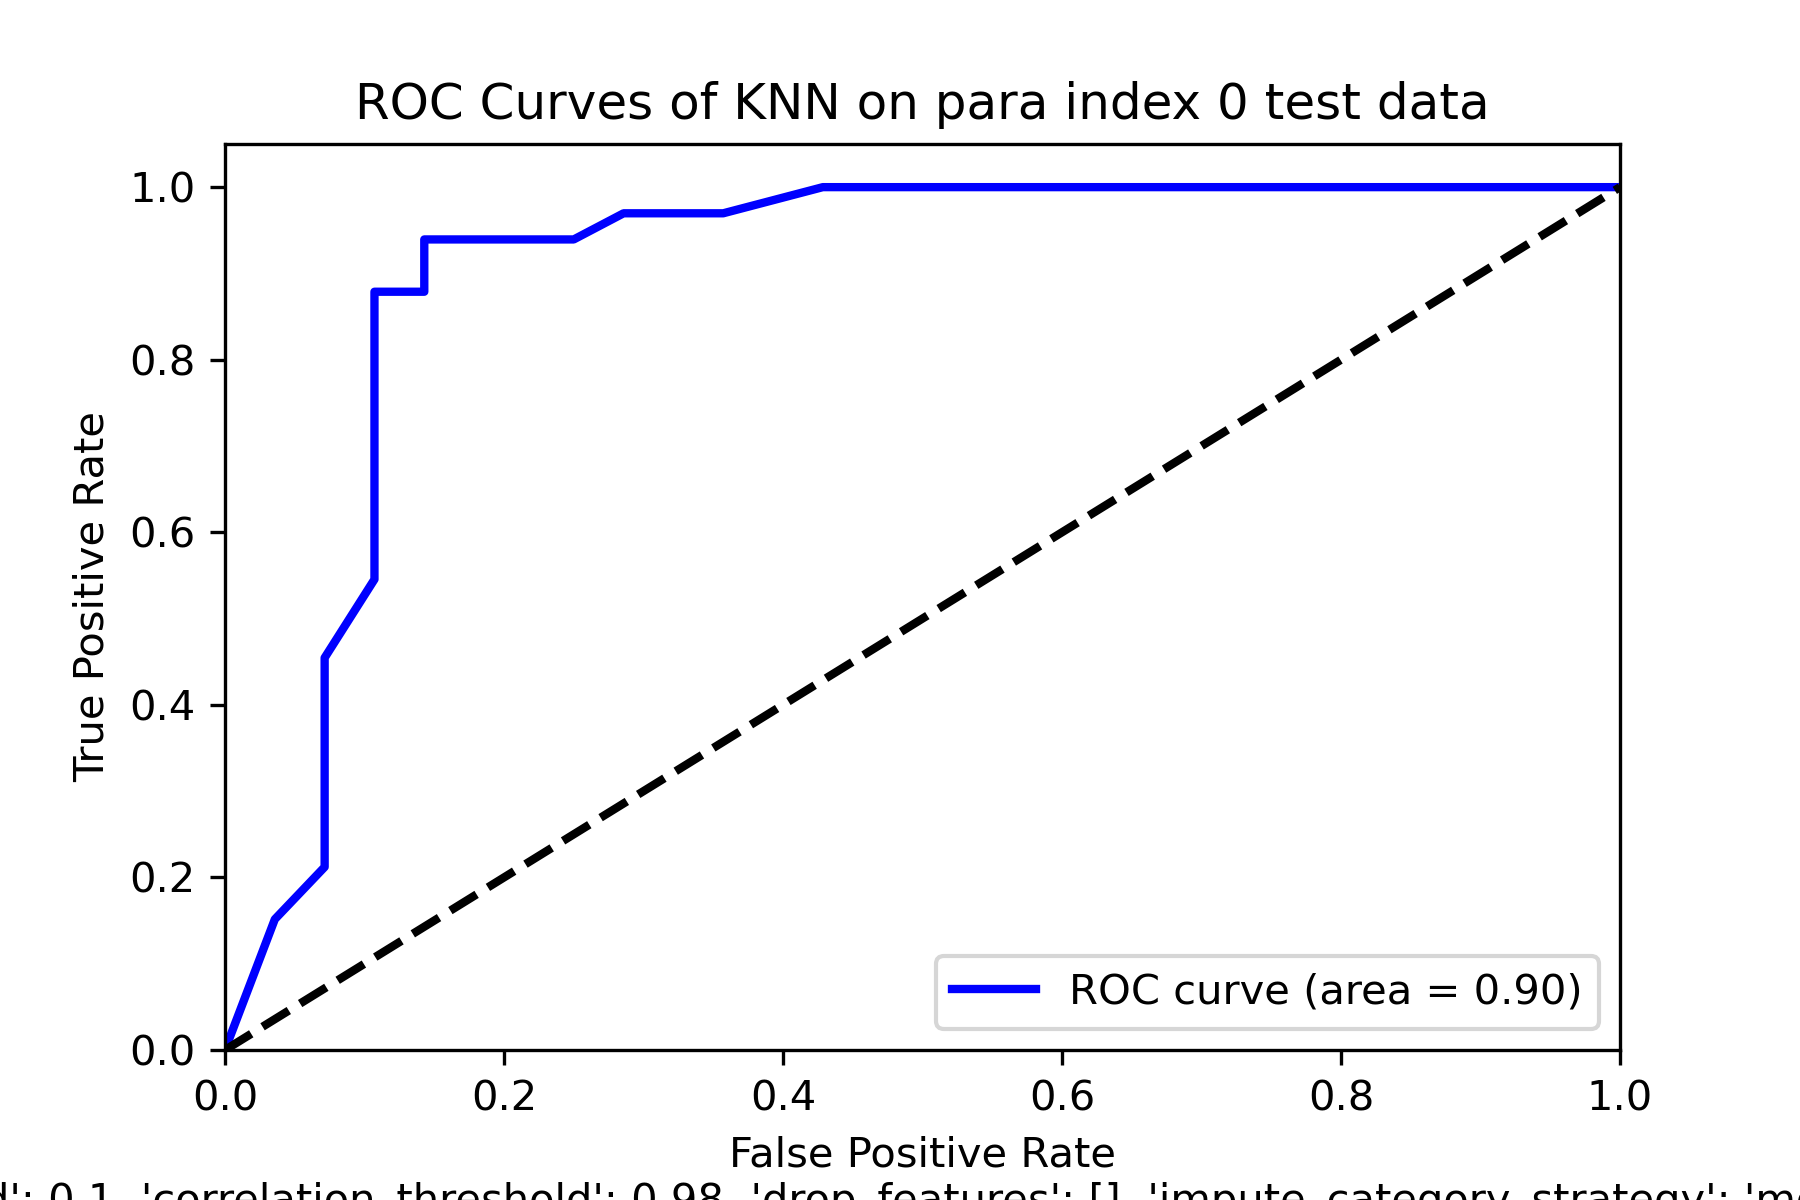 ROC Curves of KNN on para index 0 test data
1.0
0.8
0.6
0.4
0.2
0.0
True Positive Rate
ROC curve (area = 0.90)
0.0 0.2 0.4 0.6 0.8 1.0
False Positive Rate
': 0.1, 'correlation_threshold': 0.98, 'drop_features': [], 'impute_category_strategy':